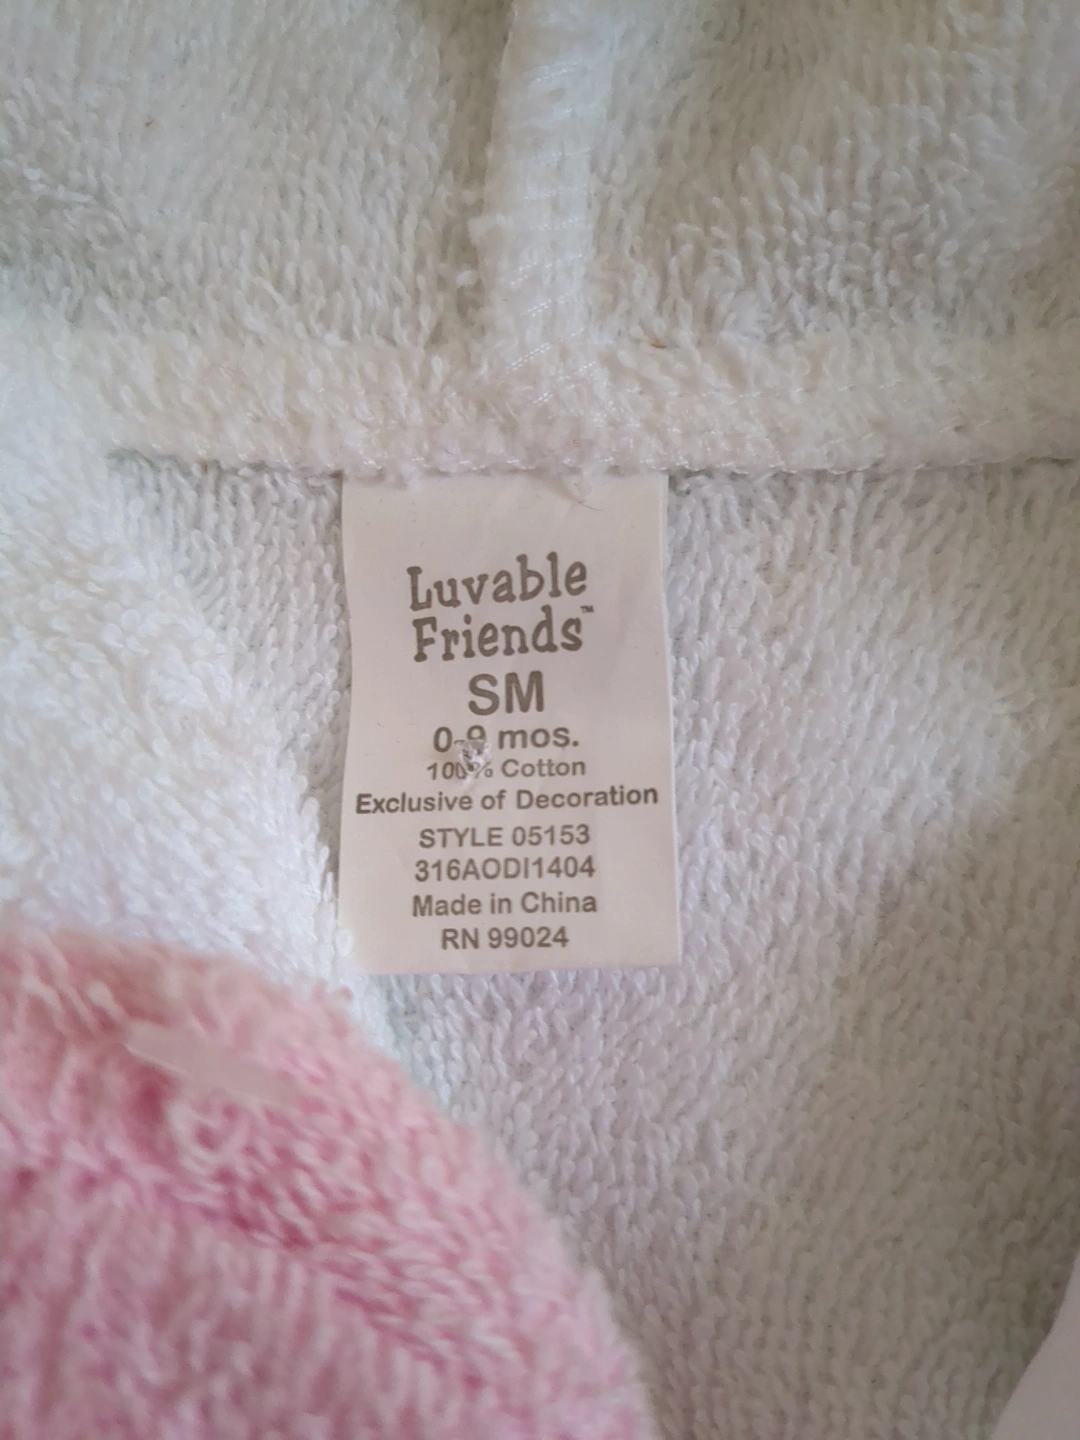 Luvable
Friends™
SM
0-9 mos.
100% Cotton
Exclusive of Decoration
STYLE 05153
316AODI1404
Made in China
RN 99024